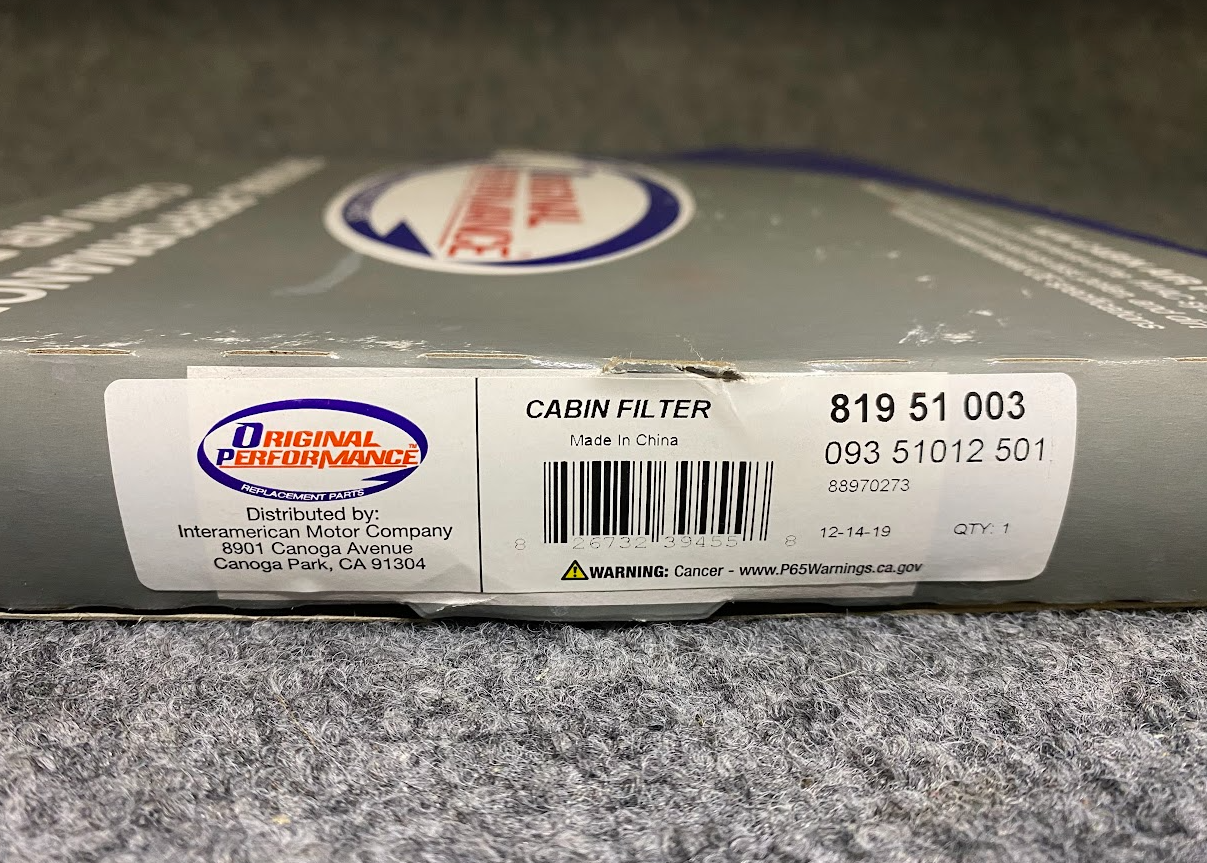 ORIGINAL
PERFORMANCE™
REPLACEMENT PARTS
Distributed by:
Interamerican Motor Company
8901 Canoga Avenue
Canoga Park, CA 91304
CABIN FILTER
Made In China
8 26732 39455 8
WARNING: Cancer - www.P65Warnings.ca.gov
819 51 003
093 51012 501
88970273
12-14-19 QTY: 1